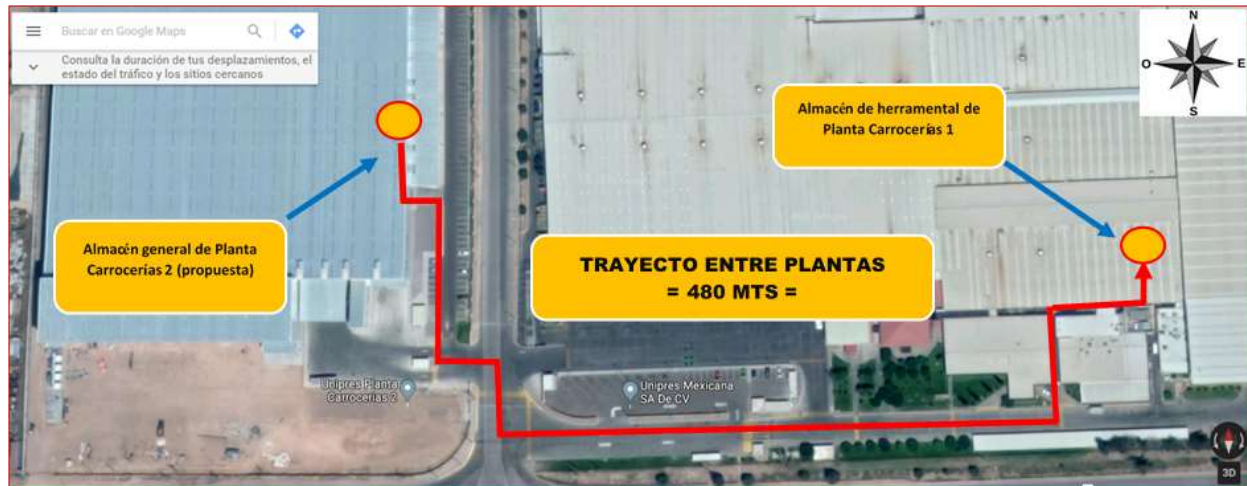 Buscar en Google Maps
Consulta la duración de tus desplazamientos, el
estado del tráfico y los sitios cercanos
N
O
E
S
Almacén de herramental de
Planta Carrocerías 1
Almacén general de Planta
Carrocerías 2 (propuesta)
TRAYECTO ENTRE PLANTAS
= 480 MTS =
Unipres Planta
Carrocerias 2
Unipres Mexicana
SA De CV
3D